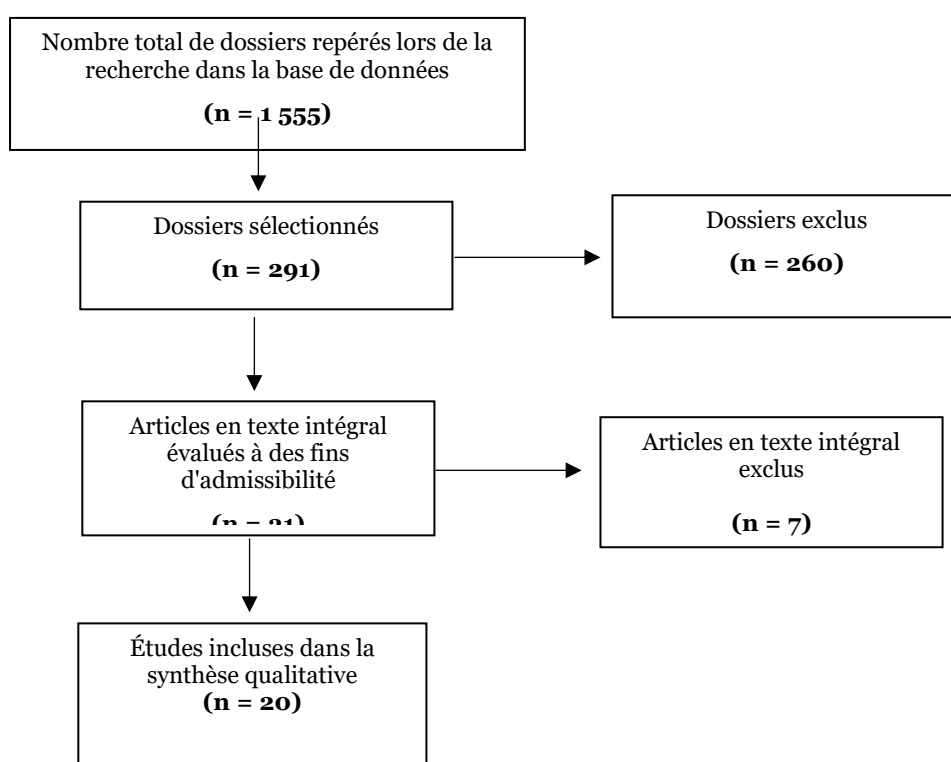 Nombre total de dossiers repérés lors de la
recherche dans la base de données
(n = 1 555)
Dossiers sélectionnés
(n = 291)
Dossiers exclus
(n = 260)
Articles en texte intégral
évalués à des fins
d'admissibilité
(n =
Articles en texte intégral
exclus
(n = 7)
Études incluses dans la
synthèse qualitative
(n = 20)